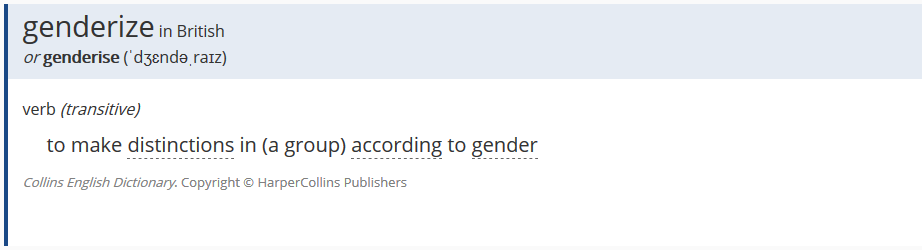 genderize in British
or genderise (ˈdʒɛndəˌraɪz)
verb (transitive)
to make distinctions in (a group) according to gender
Collins English Dictionary. Copyright © HarperCollins Publishers